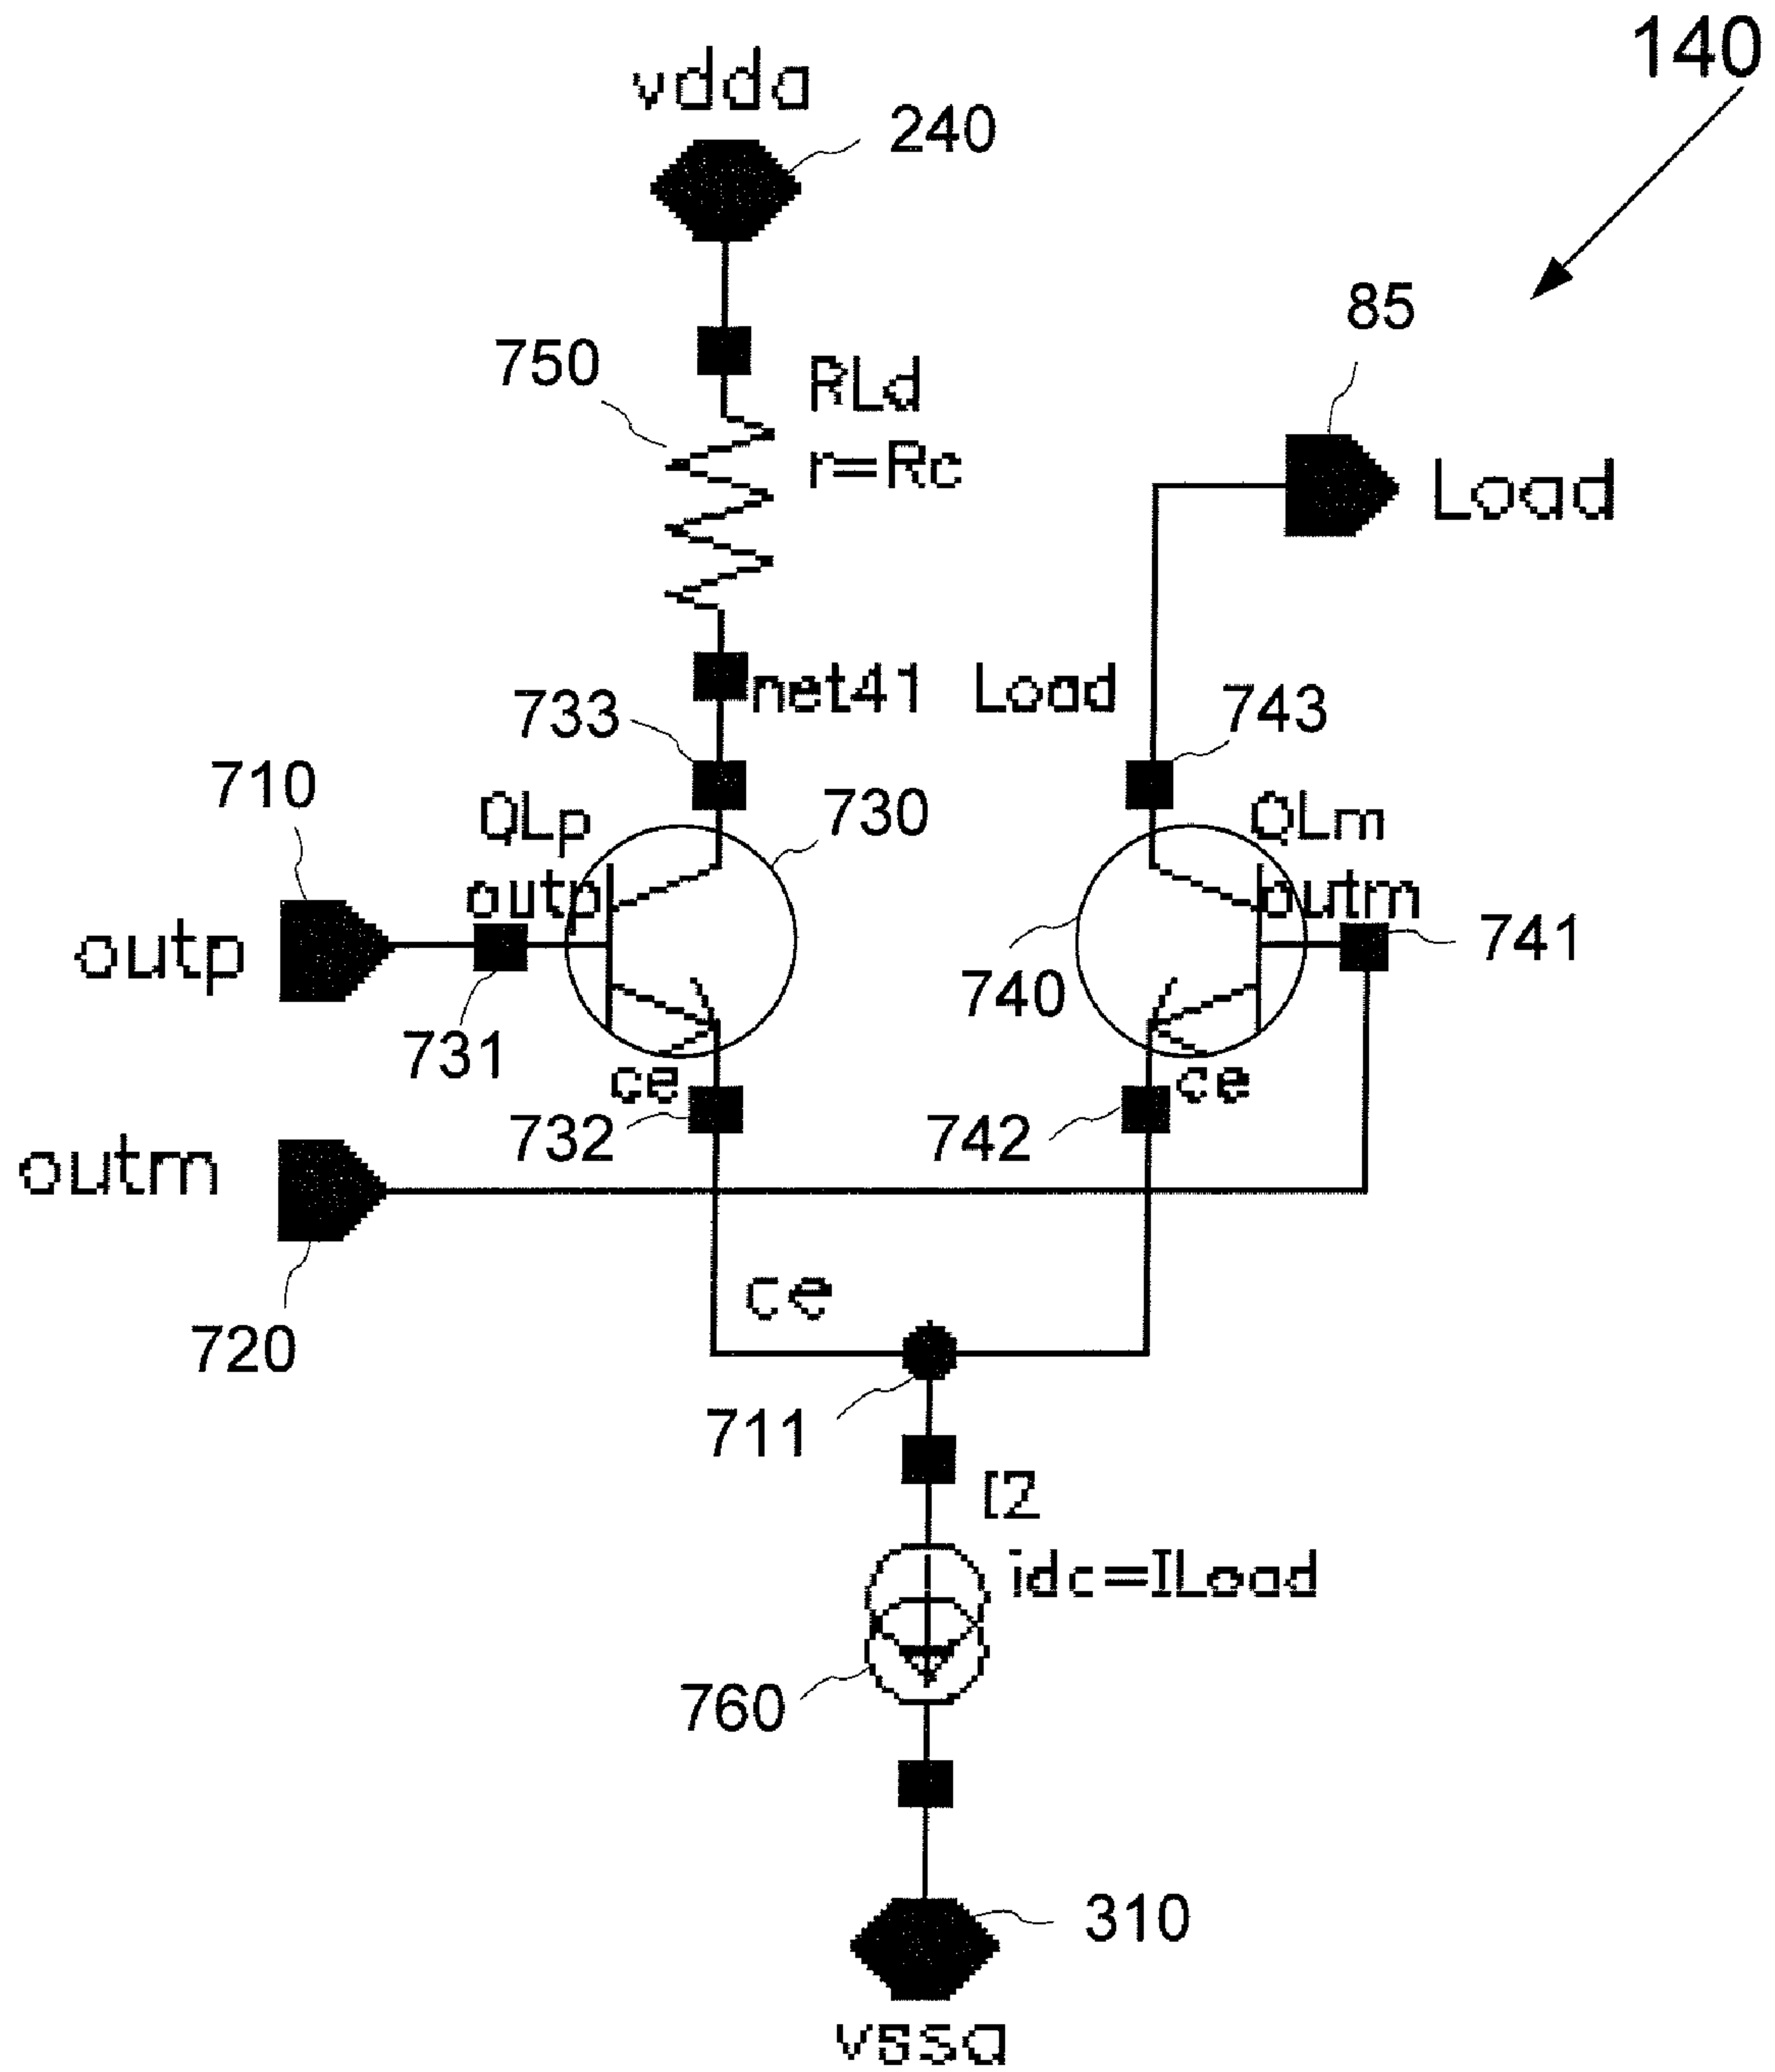 140
vdda
240
85
750
RLd
r=Rc
Load
net41
Load
733
743
710
QLp
730
QLm
outp
outm
outp
741
731
740
ce
ce
732
742
outm
720
ce
711
I2
idc=ILoad
760
310
vssa